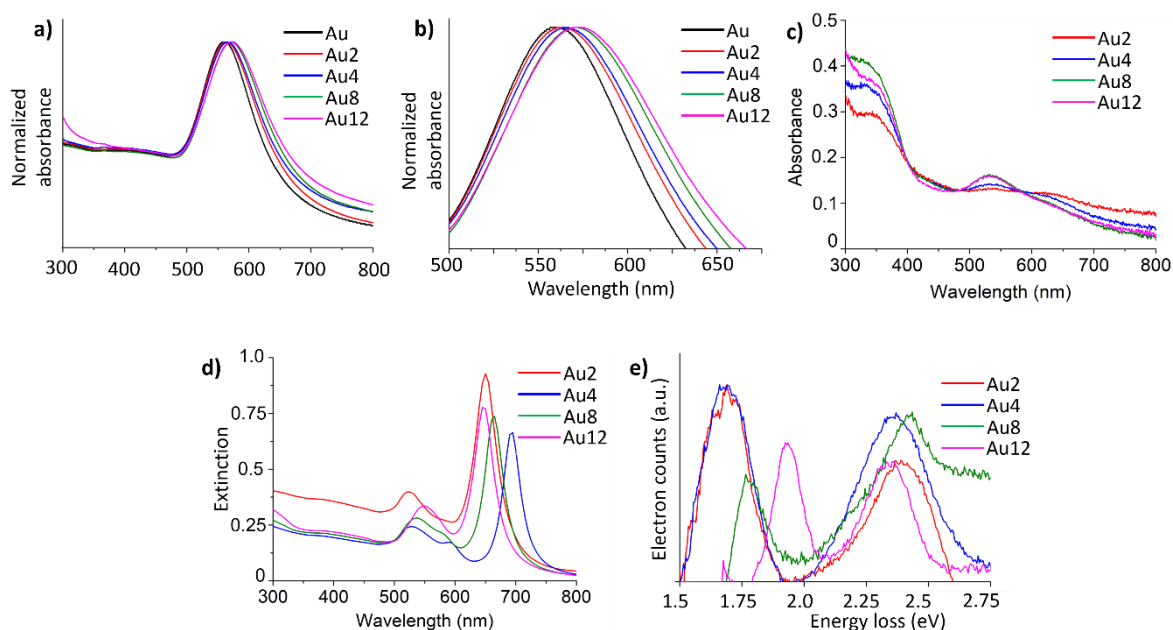 a)
Normalized
absorbance
Au
Au2
Au4
Au8
Au12
300 400 500 600 700 800
b)
Normalized
absorbance
Au
Au2
Au4
Au8
Au12
500 550 600 650
Wavelength (nm)
c)
Absorbance
0.5
0.4
0.3
0.2
0.1
0
Au2
Au4
Au8
Au12
300 400 500 600 700 800
Wavelength (nm)
d)
Extinction
1.0
0.75
0.5
0.25
0
Au2
Au4
Au8
Au12
300 400 500 600 700 800
Wavelength (nm)
e)
Electron counts (a.u.)
Au2
Au4
Au8
Au12
1.5 1.75 2.0 2.25 2.5 2.75
Energy loss (eV)